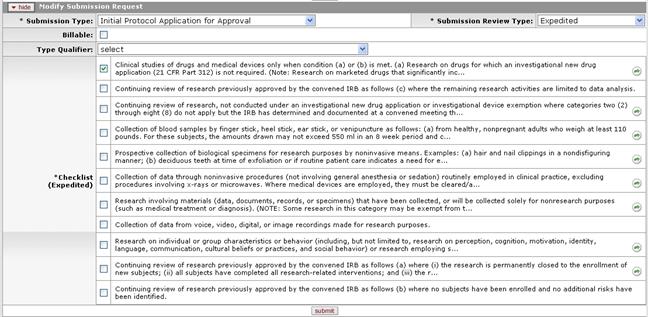 hide Modify Submission Request
* Submission Type: Initial Protocol Application for Approval * Submission Review Type: Expedited
Billable:
Type Qualifier: select
*Checklist
(Expedited)
Clinical studies of drugs and medical devices only when condition (a) or (b) is met. (a) Research on drugs for which an investigational new drug
application (21 CFR Part 312) is not required. (Note: Research on marketed drugs that significantly inc...
Continuing review of research previously approved by the convened IRB as follows (c) where the remaining research activities are limited to data analysis.
Continuing review of research, not conducted under an investigational new drug application or investigational device exemption where categories two (2)
through eight (8) do not apply but the IRB has determined and documented at a convened meeting th...
Collection of blood samples by finger stick, heel stick, ear stick, or venipuncture as follows: (a) from healthy, nonpregnant adults who weigh at least 110
pounds. For these subjects, the amounts drawn may not exceed 550 ml in an 8 week period and c...
Prospective collection of biological specimens for research purposes by noninvasive means. Examples: (a) hair and nail clippings in a nondisfiguring
manner; (b) deciduous teeth at time of exfoliation or if routine patient care indicates a need for e...
Collection of data through noninvasive procedures (not involving general anesthesia or sedation) routinely employed in clinical practice, excluding
procedures involving x-rays or microwaves. Where medical devices are employed, they must be cleared/a...
Research involving materials (data, documents, records, or specimens) that have been collected, or will be collected solely for nonresearch purposes
(such as medical treatment or diagnosis). (NOTE: Some research in this category may be exempt from t...
Collection of data from voice, video, digital, or image recordings made for research purposes.
Research on individual or group characteristics or behavior (including, but not limited to, research on perception, cognition, motivation, identity,
language, communication, cultural beliefs or practices, and social behavior) or research employing s...
Continuing review of research previously approved by the convened IRB as follows (a) where (i) the research is permanently closed to the enrollment of
new subjects; (ii) all subjects have completed all research-related interventions; and (iii) the r...
Continuing review of research previously approved by the convened IRB as follows (b) where no subjects have been enrolled and no additional risks have
been identified.
submit